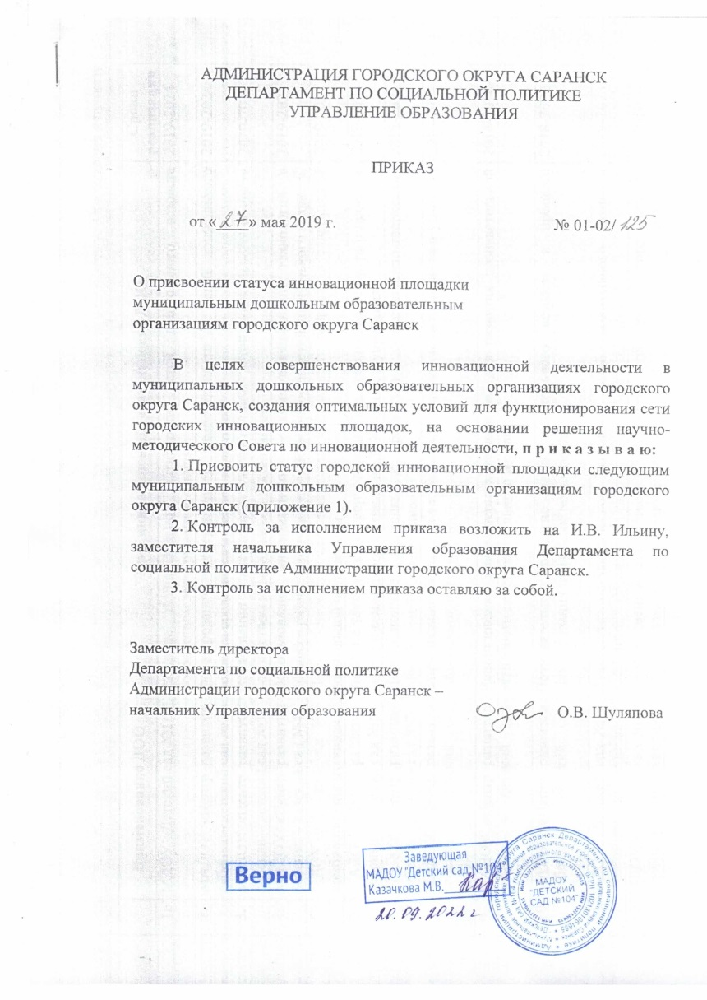 АДМИНИСТРАЦИЯ ГОРОДСКОГО ОКРУГА САРАНСК
ДЕПАРТАМЕНТ ПО СОЦИАЛЬНОЙ ПОЛИТИКЕ
УПРАВЛЕНИЕ ОБРАЗОВАНИЯ
ПРИКАЗ
от «27» мая 2019 г. № 01-02/125
О присвоении статуса инновационной площадки
муниципальным дошкольным образовательным
организациям городского округа Саранск
В целях совершенствования инновационной деятельности в
муниципальных дошкольных образовательных организациях городского
округа Саранск, создания оптимальных условий для функционирования сети
городских инновационных площадок, на основании решения научно-
методического Совета по инновационной деятельности, п р и к а з ы в а ю:
1. Присвоить статус городской инновационной площадки следующим
муниципальным дошкольным образовательным организациям городского
округа Саранск (приложение 1).
2. Контроль за исполнением приказа возложить на И.В. Ильину,
заместителя начальника Управления образования Департамента по
социальной политике Администрации городского округа Саранск.
3. Контроль за исполнением приказа оставляю за собой.
Заместитель директора
Департамента по социальной политике
Администрации городского округа Саранск –
начальник Управления образования О.В. Шуляпова
Верно
Заведующая
МАДОУ "Детский сад №104"
Казачкова М.В.
20.09.2022 г
МАДОУ
"ДЕТСКИЙ
САД №104"